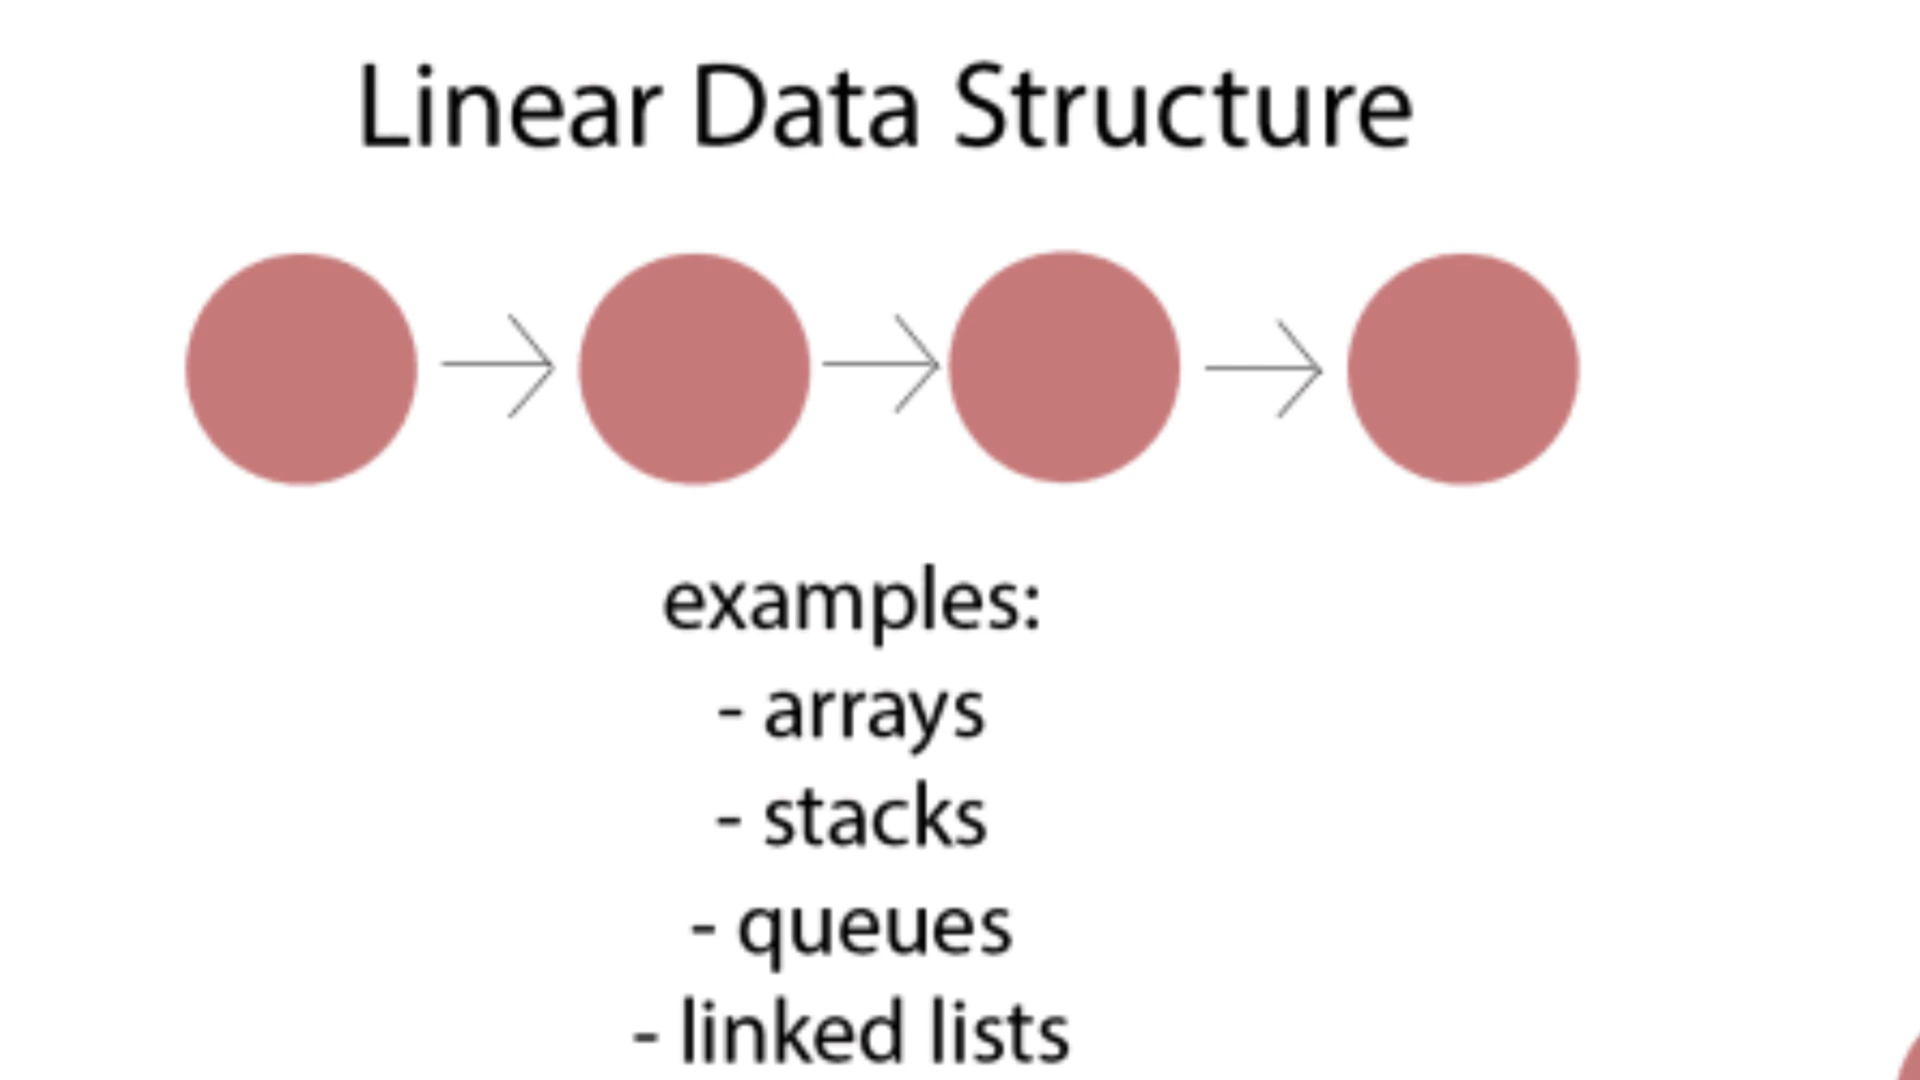 Linear Data Structure
examples:
- arrays
- stacks
- queues
- linked lists